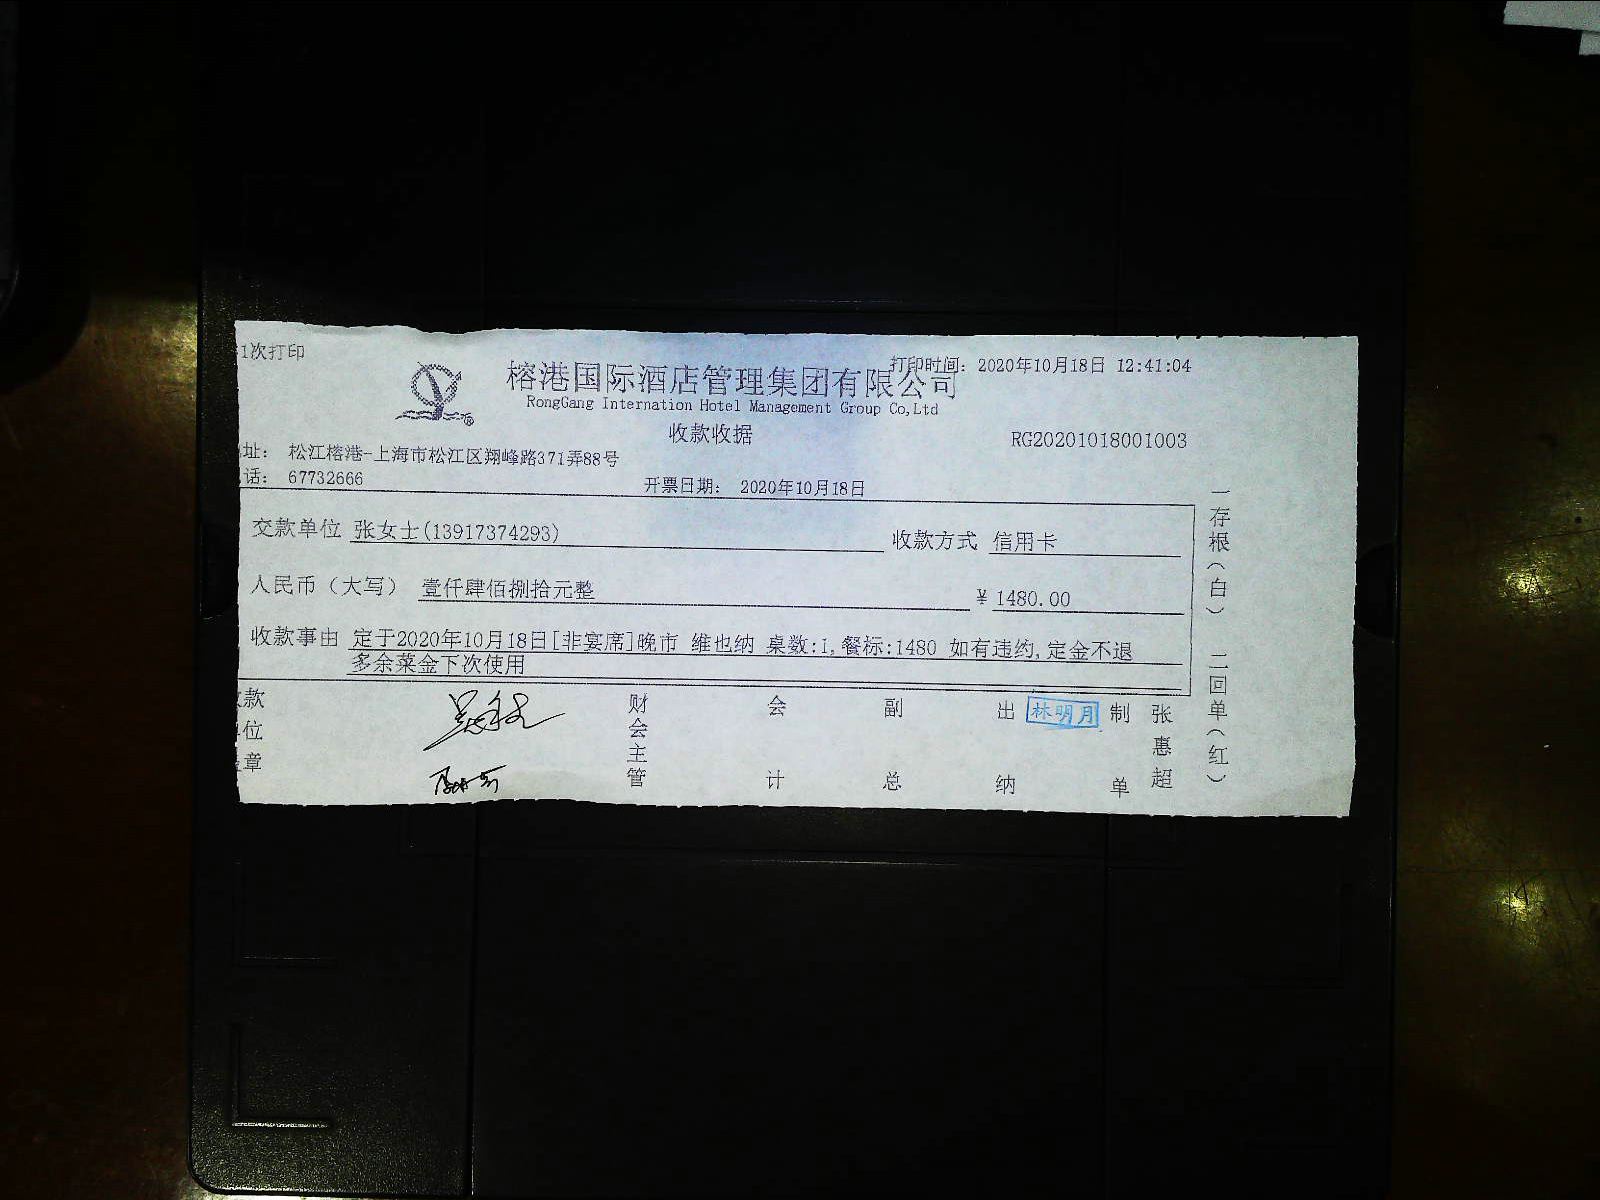 1次打印
打印时间: 2020年10月18日 12:41:04
榕港国际酒店管理集团有限公司
RongGang Internation Hotel Management Group Co,Ltd
收款收据
RG20201018001003
址: 松江榕港-上海市松江区翔峰路371弄88号
话: 67732666
开票日期: 2020年10月18日
交款单位 张女士(13917374293) 收款方式 信用卡
人民币（大写） 壹仟肆佰捌拾元整 ¥ 1480.00
收款事由 定于2020年10月18日[非宴席]晚市 维也纳 桌数:1,餐标:1480 如有违约,定金不退
多余菜金下次使用
款位章
财会主管
会计
副总
出纳
林明月
制单
张惠超
一存根(白)
二回单(红)